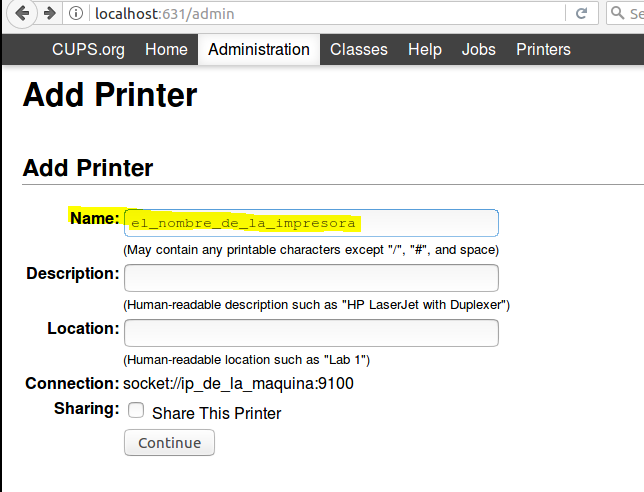 localhost:631/admin
CUPS.org Home Administration Classes Help Jobs Printers
Add Printer
Add Printer
Name: el_nombre_de_la_impresora
(May contain any printable characters except "/", "#", and space)
Description:
(Human-readable description such as "HP LaserJet with Duplexer")
Location:
(Human-readable location such as "Lab 1")
Connection: socket://ip_de_la_maquina:9100
Sharing: Share This Printer
Continue